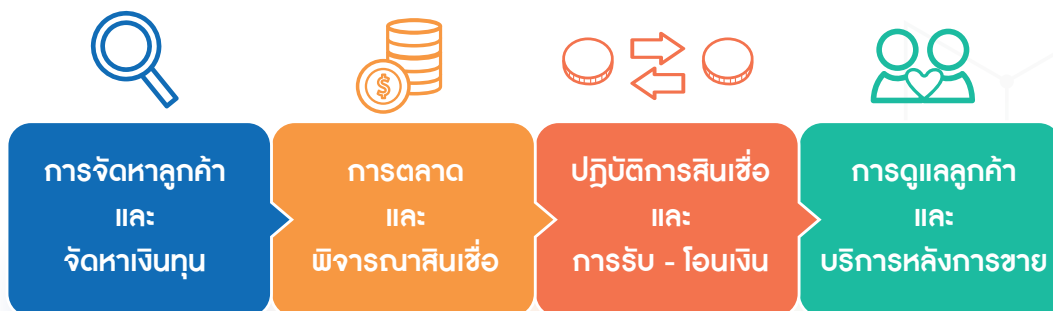 การจัดหาลูกค้า
และ
จัดหาเงินทุน
การตลาด
และ
พิจารณาสินเชื่อ
ปฏิบัติการสินเชื่อ
และ
การรับ - โอนเงิน
การดูแลลูกค้า
และ
บริการหลังการขาย
$